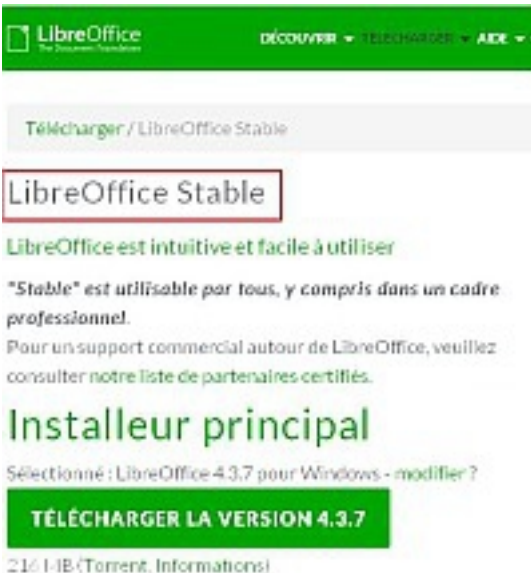 LibreOffice
The Document Foundation
DÉCOUVRIR TÉLÉCHARGER AIDE
Télécharger / LibreOffice Stable
LibreOffice Stable
LibreOffice est intuitive et facile à utiliser
"Stable" est utilisable par tous, y compris dans un cadre
professionnel.
Pour un support commercial autour de LibreOffice, veuillez
consulter notre liste de partenaires certifiés.
Installeur principal
Sélectionné : LibreOffice 4.3.7 pour Windows - modifier ?
TÉLÉCHARGER LA VERSION 4.3.7
(Torrent, Informations)